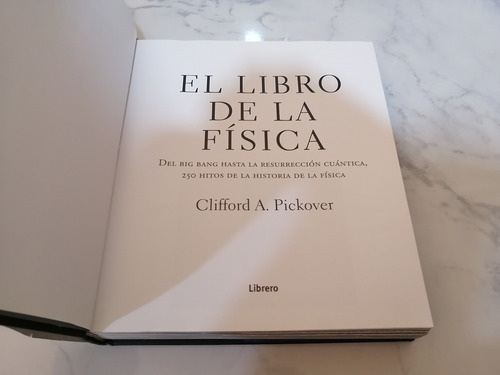 EL LIBRO
DE LA
FÍSICA
DEL BIG BANG HASTA LA RESURRECCIÓN CUÁNTICA,
250 HITOS DE LA HISTORIA DE LA FÍSICA
Clifford A. Pickover
Librero